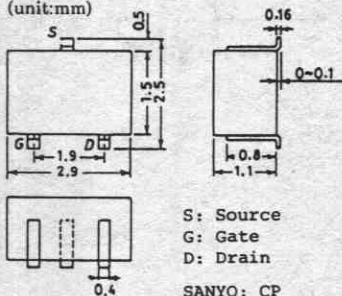 (unit:mm)
S
0.5
0.16
1.5
2.5
0~0.1
G
D
1.9
2.9
0.8
1.1
0.4
S: Source
G: Gate
D: Drain
SANYO: CP